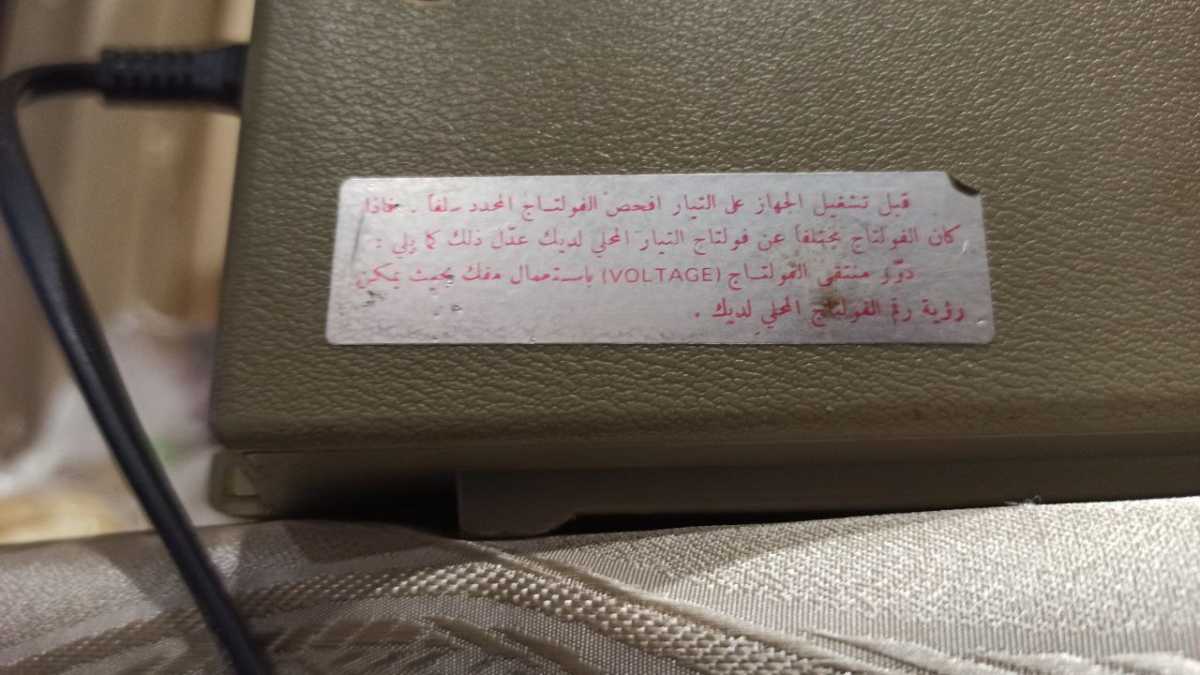 قبل تشغيل الجهاز على التيار افحص الفولتاج المحدد سلفاً . فاذا
كان الفولتاج مختلفاً عن فولتاج التيار المحلي لديك عدّل ذلك كما يلي :
دوّر منتقى الفولتاج (VOLTAGE) باستعمال مفك بحيث يمكن
رؤية رقم الفولتاج المحلي لديك .